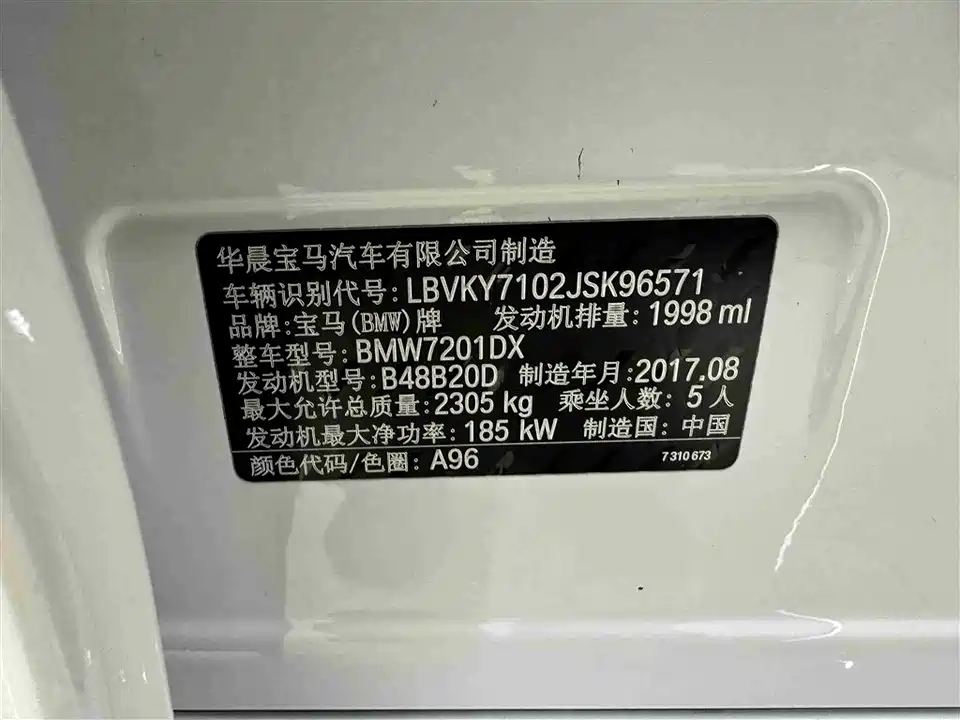 华晨宝马汽车有限公司制造
车辆识别代号: LBVKY7102JSK96571
品牌: 宝马(BMW)牌 发动机排量: 1998 ml
整车型号: BMW7201DX
发动机型号: B48B20D 制造年月: 2017.08
最大允许总质量: 2305 kg 乘坐人数: 5 人
发动机最大净功率: 185 kW 制造国: 中国
颜色代码/色圈: A96 7310673